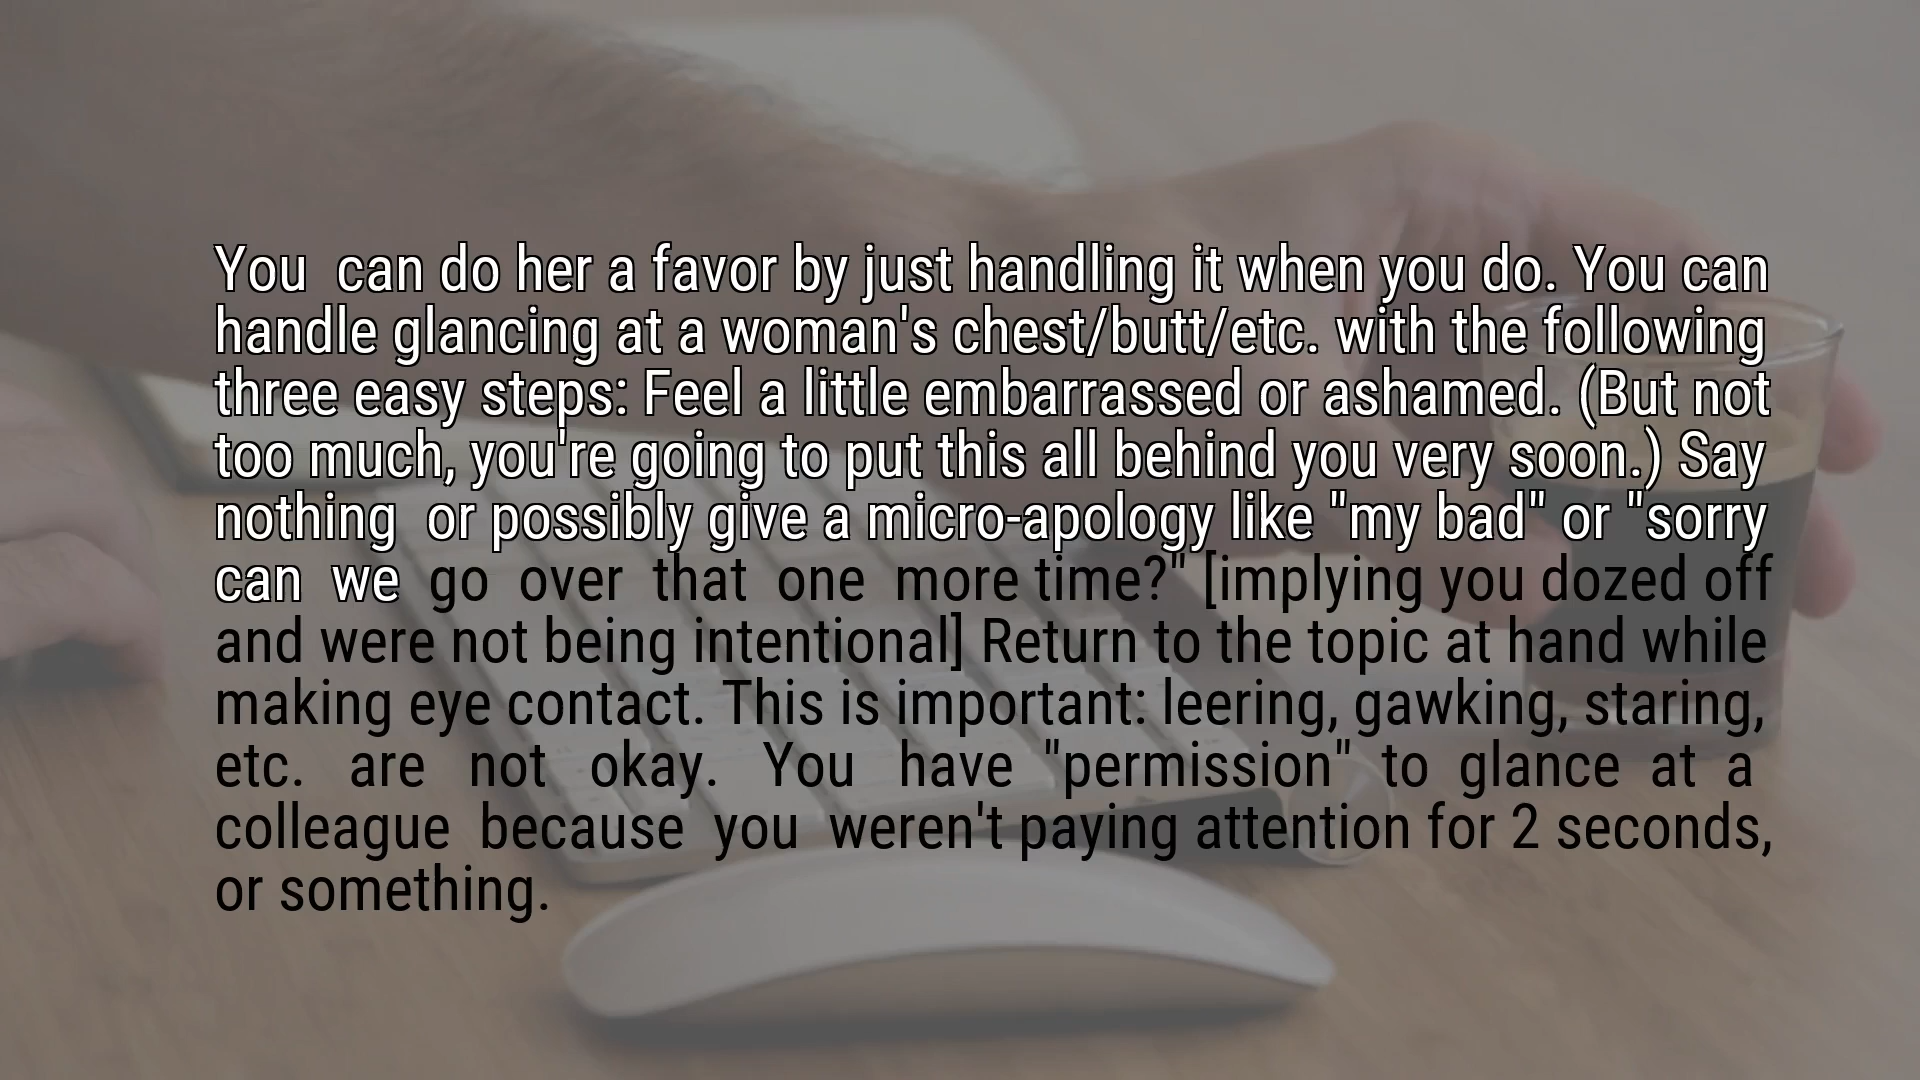 You can do her a favor by just handling it when you do. You can
handle glancing at a woman's chest/butt/etc. with the following
three easy steps: Feel a little embarrassed or ashamed. (But not
too much, you're going to put this all behind you very soon.) Say
nothing or possibly give a micro-apology like "my bad" or "sorry
can we go over that one more time?" [implying you dozed off
and were not being intentional] Return to the topic at hand while
making eye contact. This is important: leering, gawking, staring,
etc. are not okay. You have "permission" to glance at a
colleague because you weren't paying attention for 2 seconds,
or something.